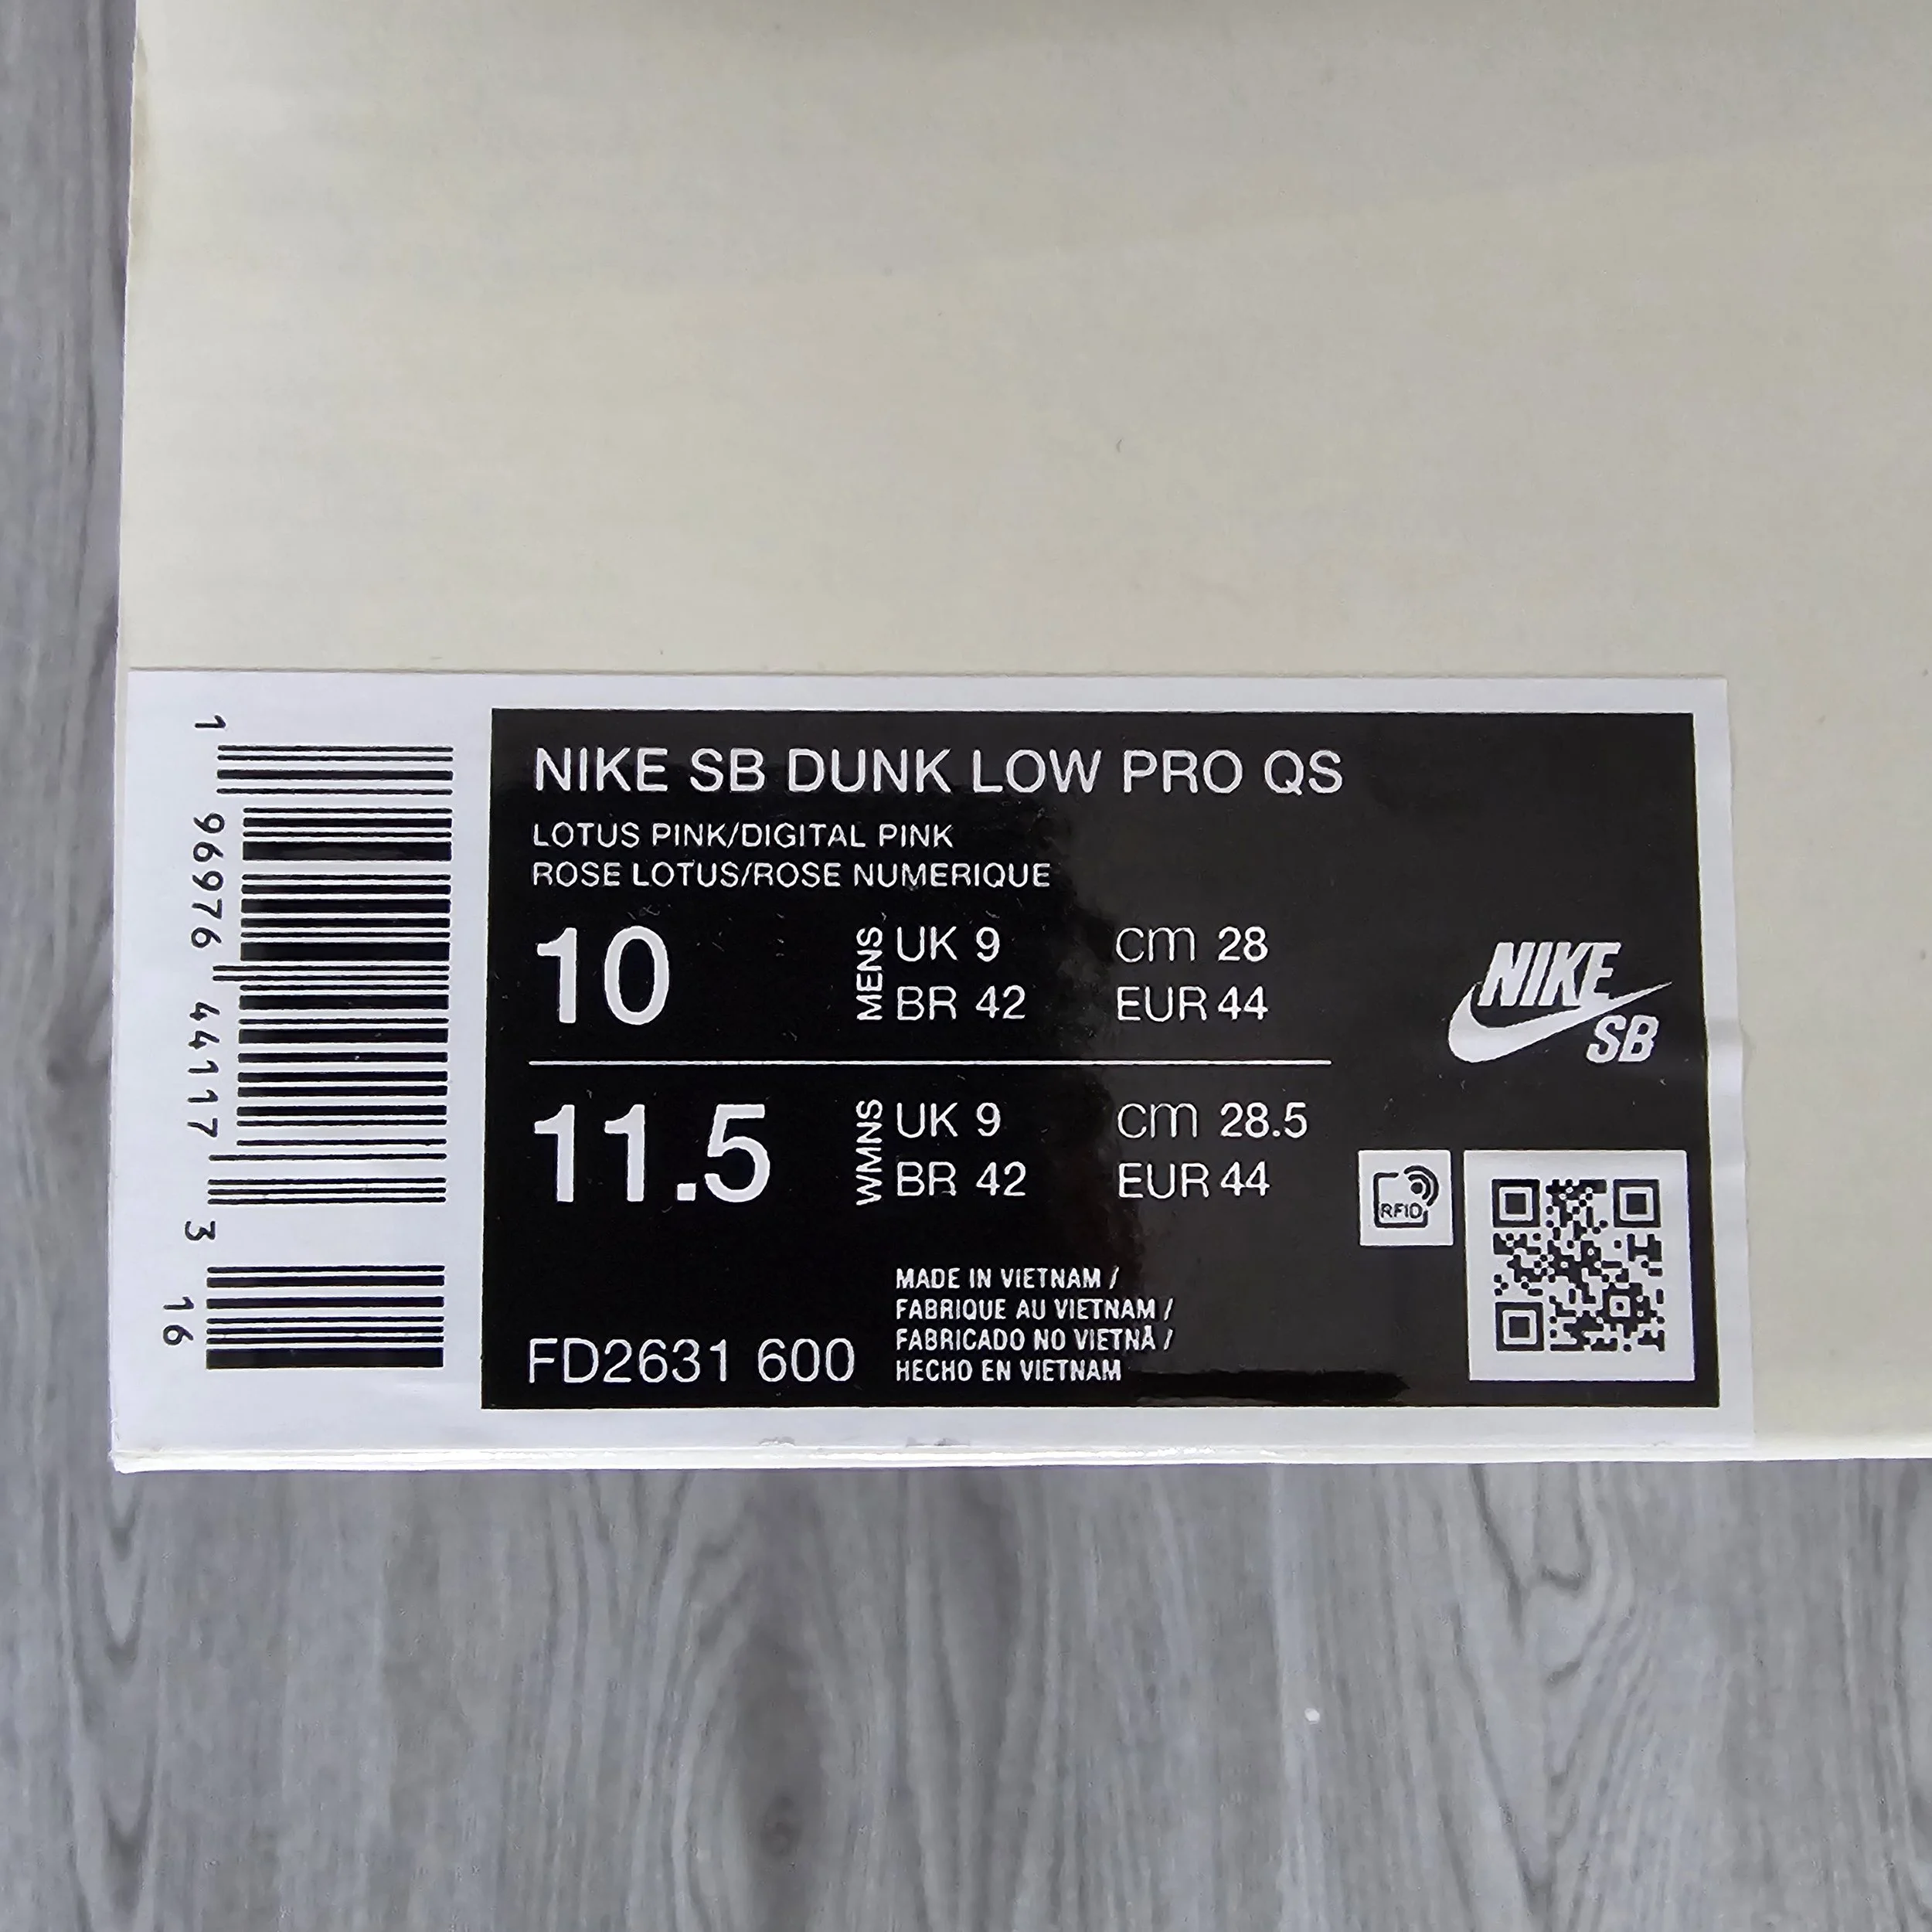 1 96976 44117 3 16
NIKE SB DUNK LOW PRO QS
LOTUS PINK/DIGITAL PINK
ROSE LOTUS/ROSE NUMERIQUE
10 MENS UK 9 cm 28
BR 42 EUR 44
11.5 WMNS UK 9 cm 28.5
BR 42 EUR 44
NIKE
SB
RFID
MADE IN VIETNAM /
FABRIQUE AU VIETNAM /
FABRICADO NO VIETNÃ /
HECHO EN VIETNAM
FD2631 600